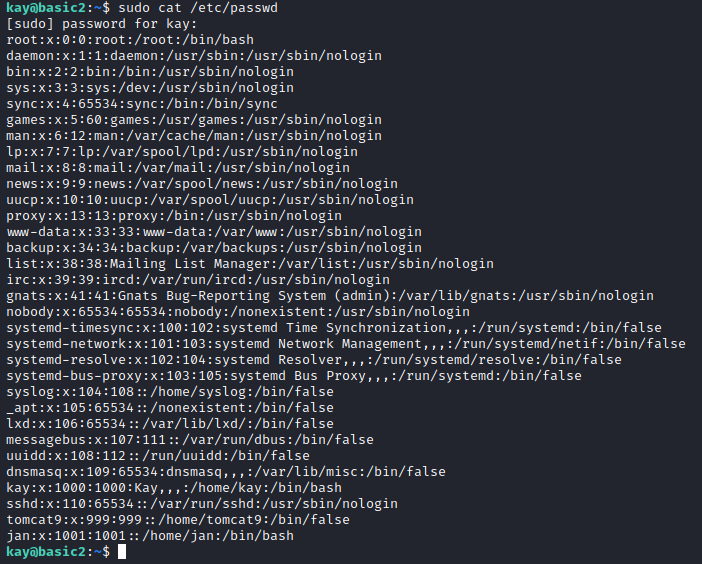 kay@basic2:~$ sudo cat /etc/passwd
[sudo] password for kay:
root:x:0:0:root:/root:/bin/bash
daemon:x:1:1:daemon:/usr/sbin:/usr/sbin/nologin
bin:x:2:2:bin:/bin:/usr/sbin/nologin
sys:x:3:3:sys:/dev:/usr/sbin/nologin
sync:x:4:65534:sync:/bin:/bin/sync
games:x:5:60:games:/usr/games:/usr/sbin/nologin
man:x:6:12:man:/var/cache/man:/usr/sbin/nologin
lp:x:7:7:lp:/var/spool/lpd:/usr/sbin/nologin
mail:x:8:8:mail:/var/mail:/usr/sbin/nologin
news:x:9:9:news:/var/spool/news:/usr/sbin/nologin
uucp:x:10:10:uucp:/var/spool/uucp:/usr/sbin/nologin
proxy:x:13:13:proxy:/bin:/usr/sbin/nologin
www-data:x:33:33:www-data:/var/www:/usr/sbin/nologin
backup:x:34:34:backup:/var/backups:/usr/sbin/nologin
list:x:38:38:Mailing List Manager:/var/list:/usr/sbin/nologin
irc:x:39:39:ircd:/var/run/ircd:/usr/sbin/nologin
gnats:x:41:41:Gnats Bug-Reporting System (admin):/var/lib/gnats:/usr/sbin/nologin
nobody:x:65534:65534:nobody:/nonexistent:/usr/sbin/nologin
systemd-timesync:x:100:102:systemd Time Synchronization,,,:/run/systemd:/bin/false
systemd-network:x:101:103:systemd Network Management,,,:/run/systemd/netif:/bin/false
systemd-resolve:x:102:104:systemd Resolver,,,:/run/systemd/resolve:/bin/false
systemd-bus-proxy:x:103:105:systemd Bus Proxy,,,:/run/systemd:/bin/false
syslog:x:104:108::/home/syslog:/bin/false
_apt:x:105:65534::/nonexistent:/bin/false
lxd:x:106:65534::/var/lib/lxd/:/bin/false
messagebus:x:107:111::/var/run/dbus:/bin/false
uuidd:x:108:112::/run/uuidd:/bin/false
dnsmasq:x:109:65534:dnsmasq,,,:/var/lib/misc:/bin/false
kay:x:1000:1000:Kay,,,:/home/kay:/bin/bash
sshd:x:110:65534::/var/run/sshd:/usr/sbin/nologin
tomcat9:x:999:999::/home/tomcat9:/bin/false
jan:x:1001:1001::/home/jan:/bin/bash
kay@basic2:~$